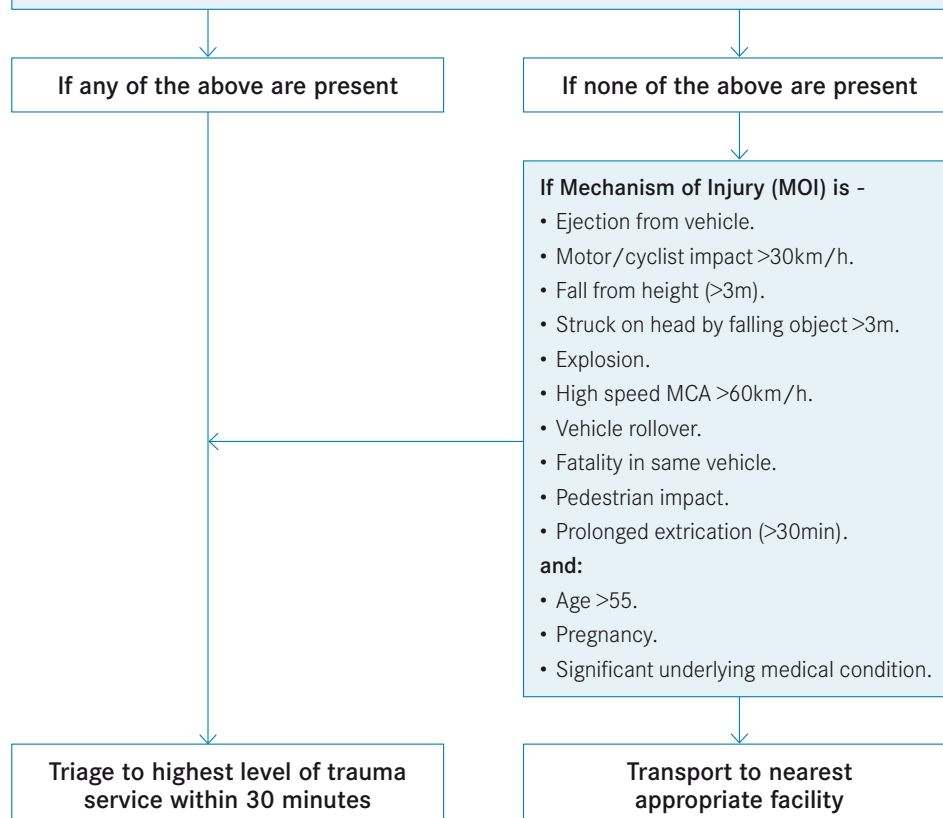 If any of the above are present
If none of the above are present
If Mechanism of Injury (MOI) is -
• Ejection from vehicle.
• Motor/cyclist impact >30km/h.
• Fall from height (>3m).
• Struck on head by falling object >3m.
• Explosion.
• High speed MCA >60km/h.
• Vehicle rollover.
• Fatality in same vehicle.
• Pedestrian impact.
• Prolonged extrication (>30min).
and:
• Age >55.
• Pregnancy.
• Significant underlying medical condition.
Triage to highest level of trauma
service within 30 minutes
Transport to nearest
appropriate facility